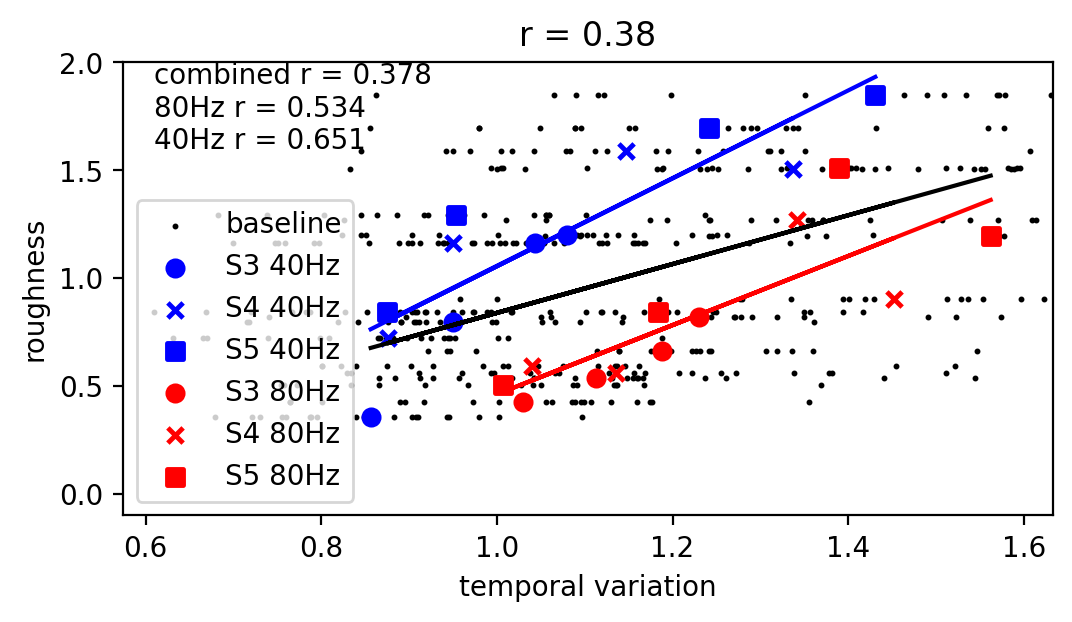 r = 0.38
combined r = 0.378
80Hz r = 0.534
40Hz r = 0.651
baseline
S3 40Hz
S4 40Hz
S5 40Hz
S3 80Hz
S4 80Hz
S5 80Hz
roughness
2.0
1.5
1.0
0.5
0.0
0.6 0.8 1.0 1.2 1.4 1.6
temporal variation